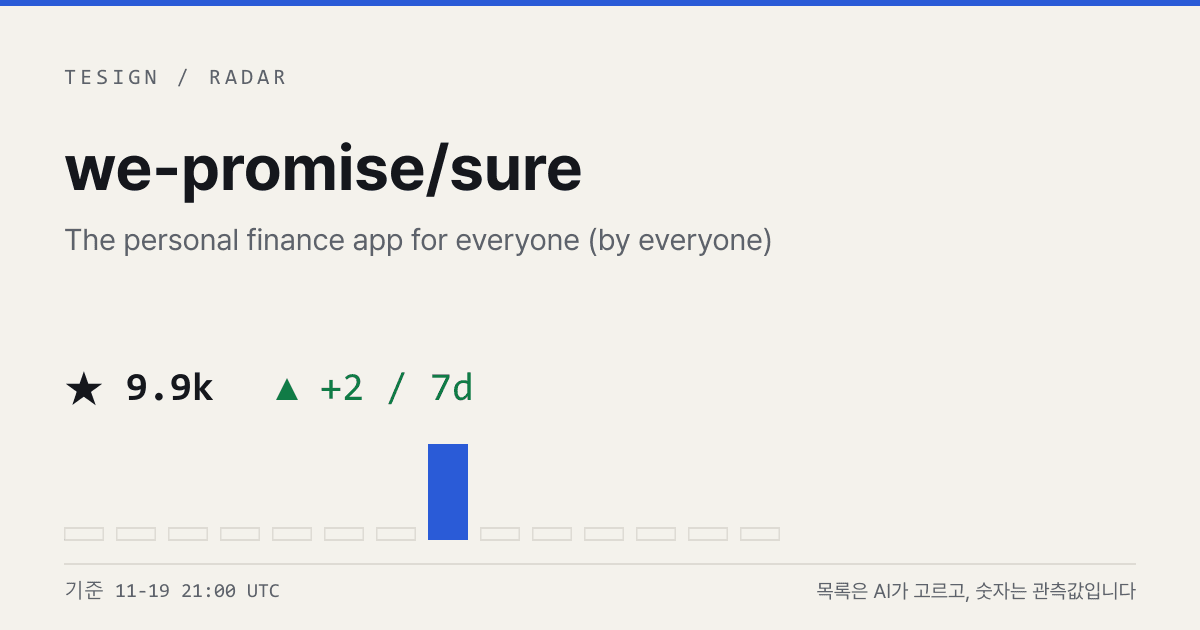 TESIGN / RADAR
we-promise/sure
The personal finance app for everyone (by everyone)
★ 9.9k ▲ +2 / 7d
기준 11-19 21:00 UTC
목록은 AI가 고르고, 숫자는 관측값입니다